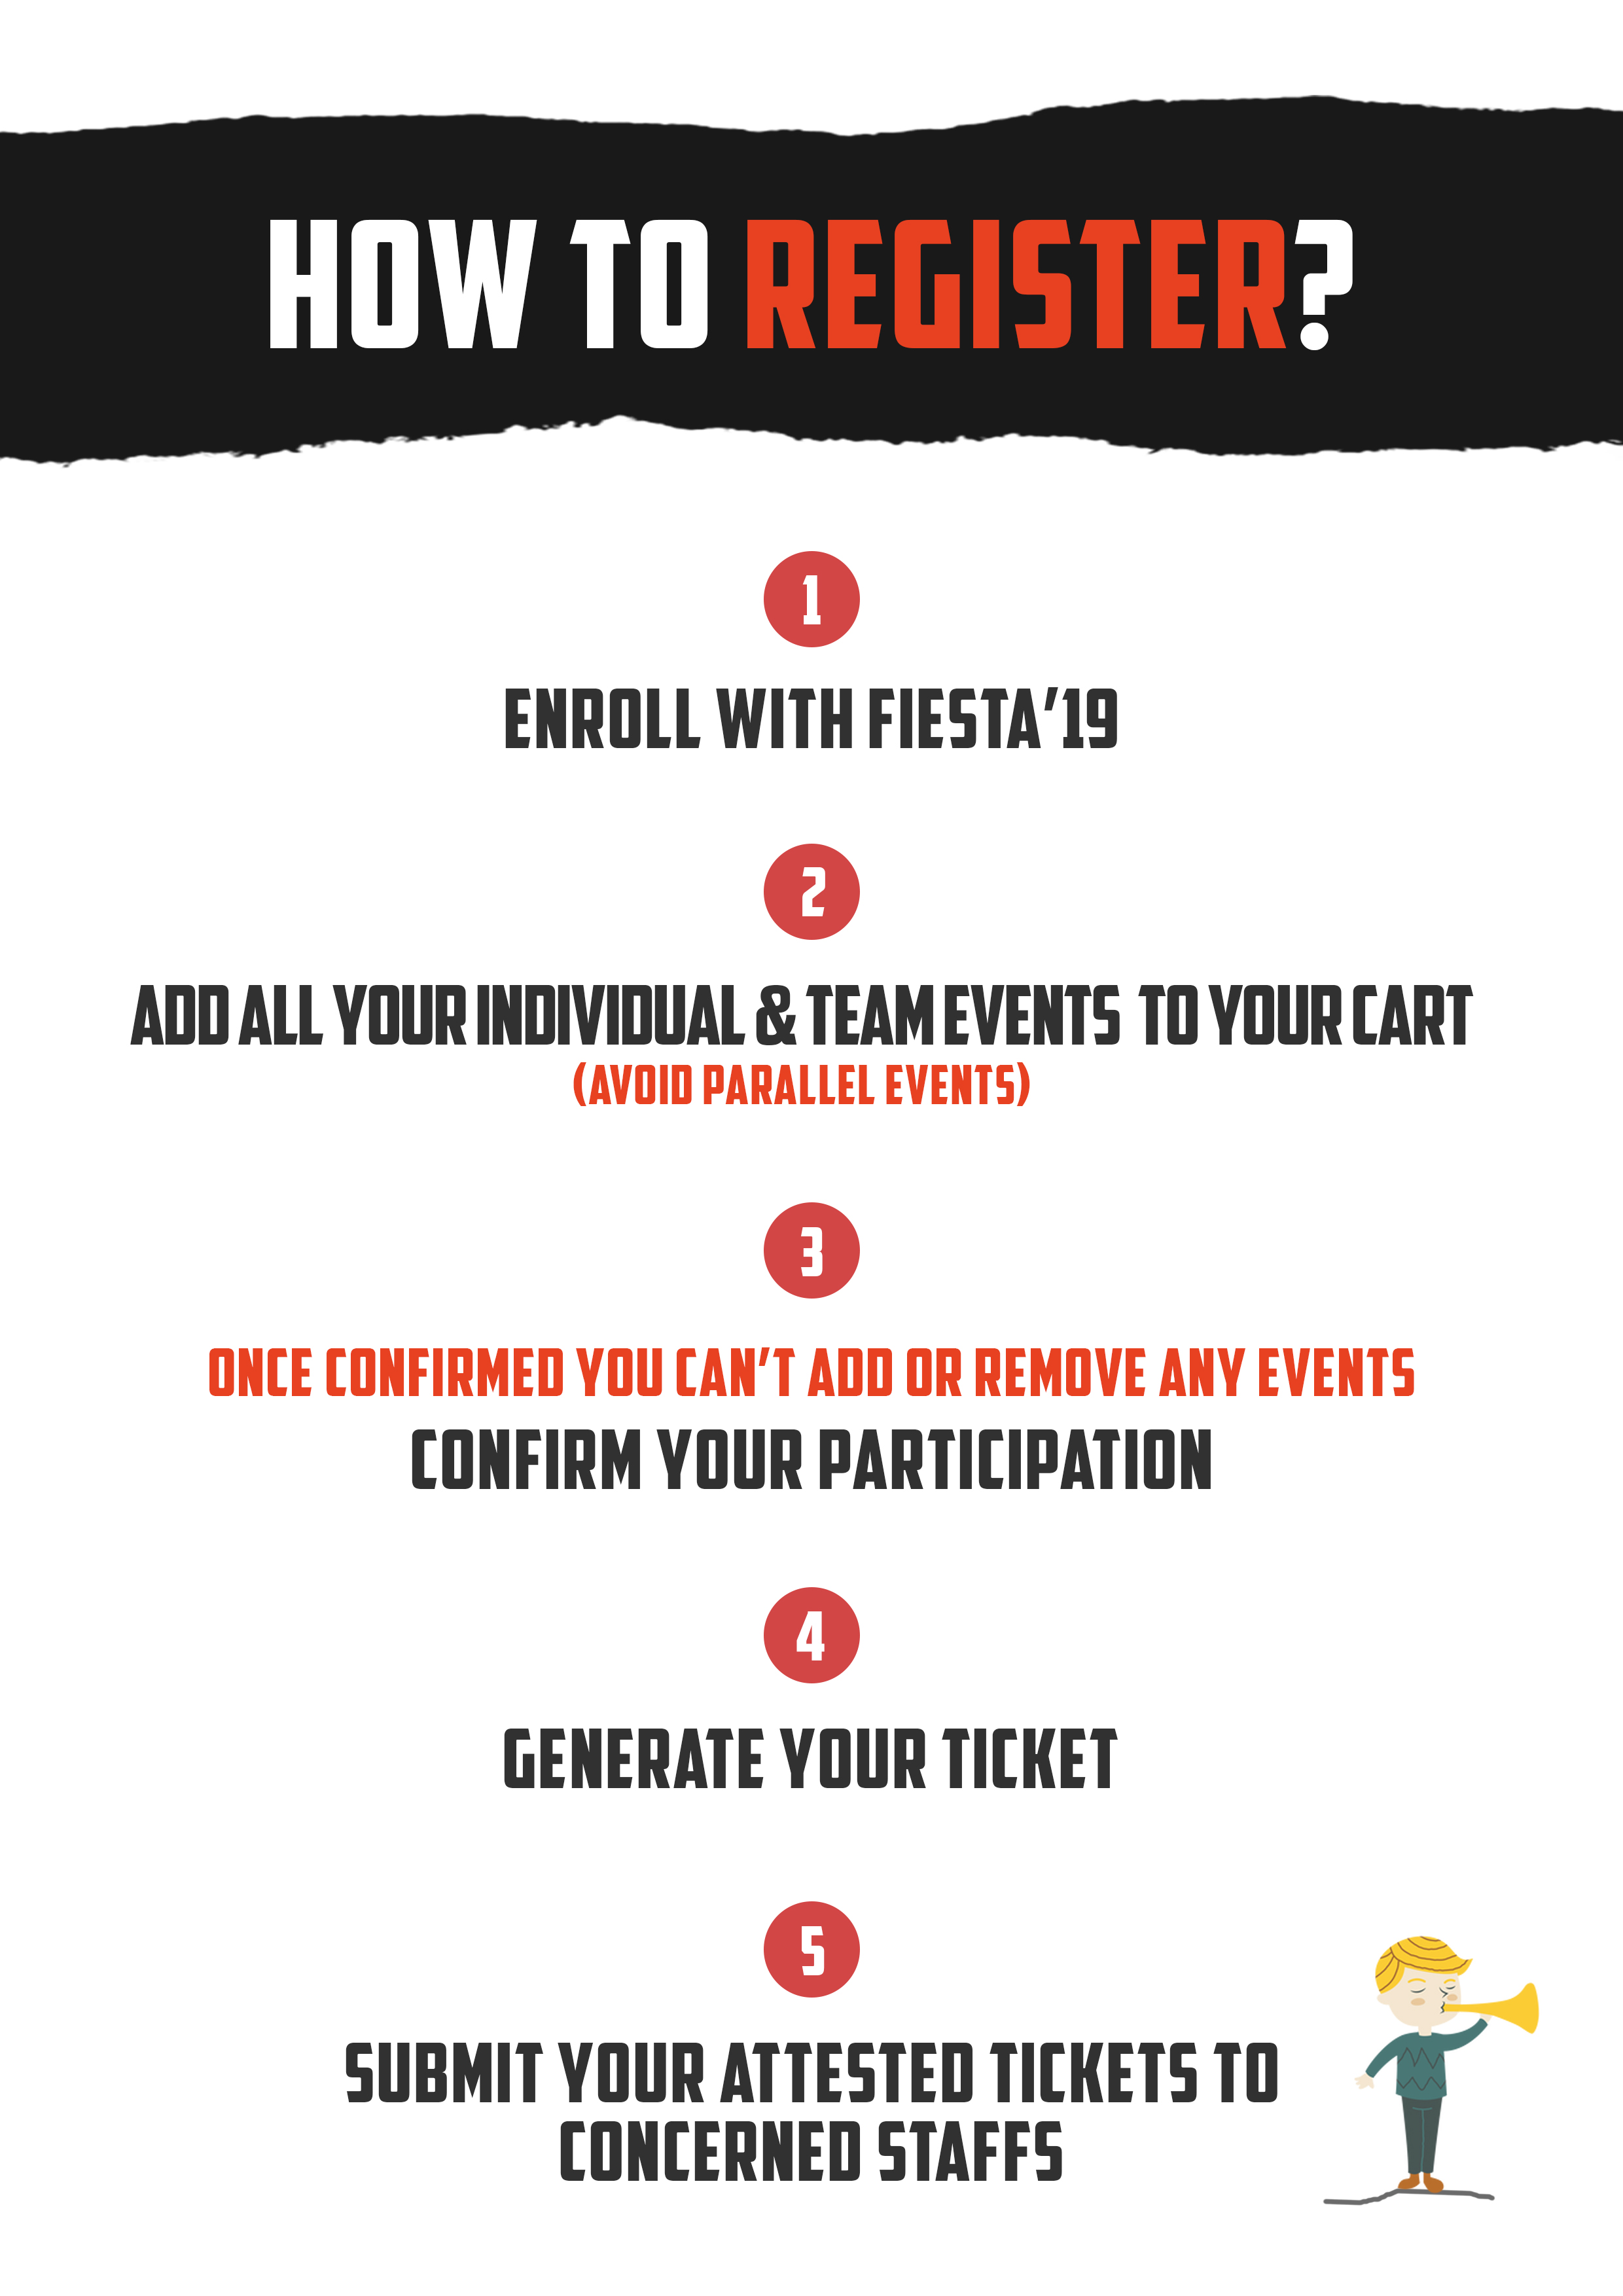 HOW TO REGISTER?
1
ENROLL WITH FIESTA'19
2
ADD ALL YOUR INDIVIDUAL & TEAM EVENTS TO YOUR CART
(AVOID PARALLEL EVENTS)
3
ONCE CONFIRMED YOU CAN'T ADD OR REMOVE ANY EVENTS
CONFIRM YOUR PARTICIPATION
4
GENERATE YOUR TICKET
5
SUBMIT YOUR ATTESTED TICKETS TO
CONCERNED STAFFS